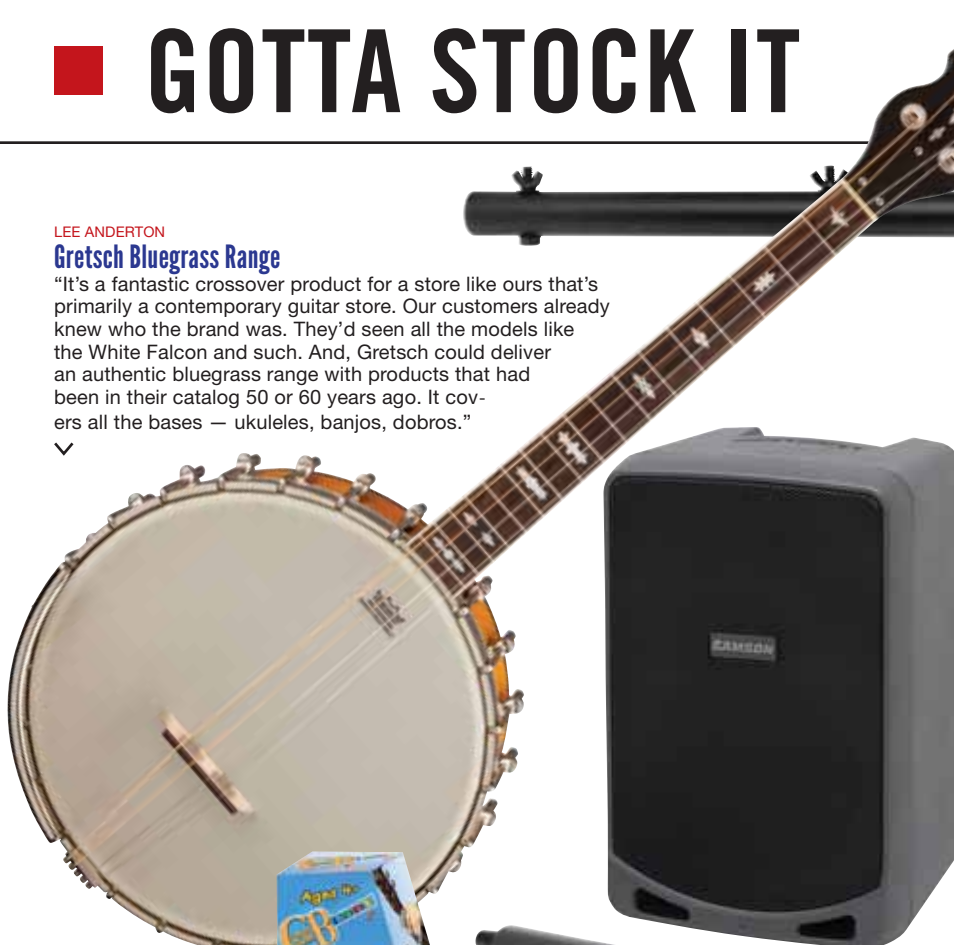 GOTTA STOCK IT
LEE ANDERTON
Gretsch Bluegrass Range
“It’s a fantastic crossover product for a store like ours that’s
primarily a contemporary guitar store. Our customers already
knew who the brand was. They’d seen all the models like
the White Falcon and such. And, Gretsch could deliver
an authentic bluegrass range with products that had
been in their catalog 50 or 60 years ago. It cov-
ers all the bases — ukuleles, banjos, dobros.”
SAMSON
Ages 4+